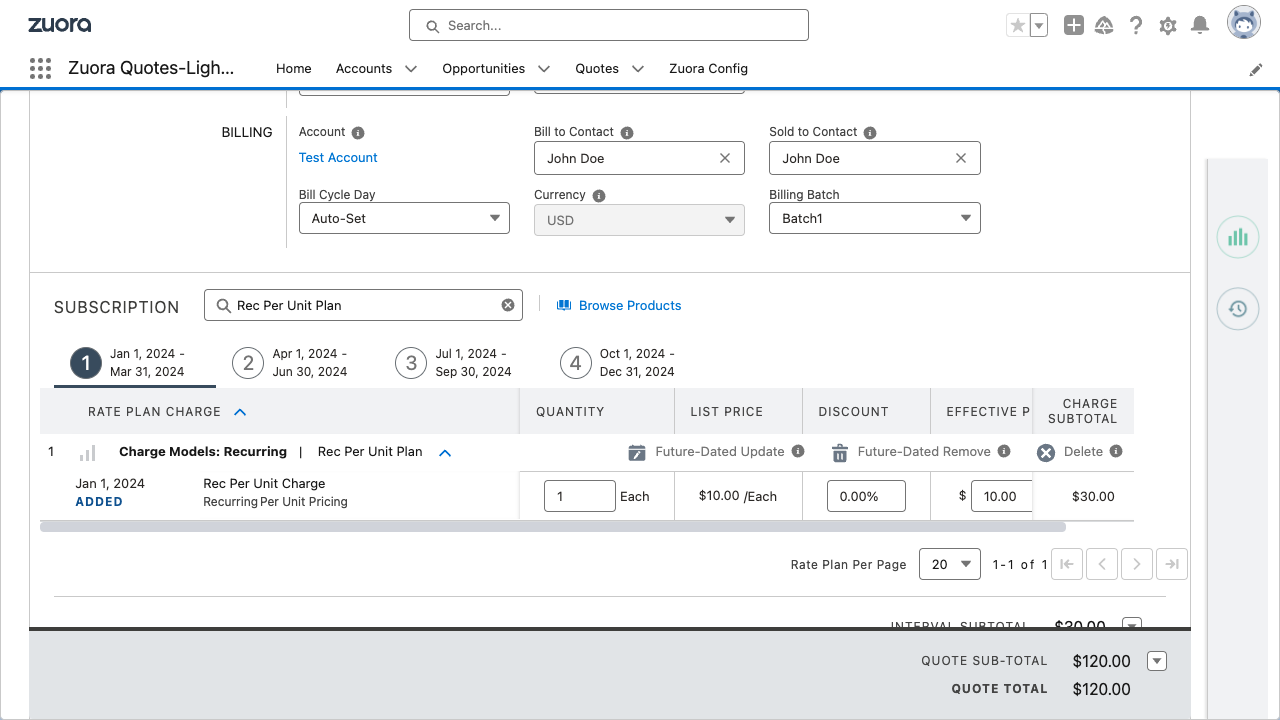 zuora
Search...
Zuora Quotes-Ligh...
Home
Accounts
Opportunities
Quotes
Zuora Config
BILLING
Account
Bill to Contact
Sold to Contact
Test Account
John Doe
John Doe
Bill Cycle Day
Currency
Billing Batch
Auto-Set
USD
Batch1
SUBSCRIPTION
Rec Per Unit Plan
Browse Products
1
Jan 1, 2024 -
Mar 31, 2024
2
Apr 1, 2024 -
Jun 30, 2024
3
Jul 1, 2024 -
Sep 30, 2024
4
Oct 1, 2024 -
Dec 31, 2024
RATE PLAN CHARGE
QUANTITY
LIST PRICE
DISCOUNT
EFFECTIVE P
CHARGE
SUBTOTAL
1
Charge Models: Recurring | Rec Per Unit Plan
Future-Dated Update
Future-Dated Remove
Delete
Jan 1, 2024
ADDED
Rec Per Unit Charge
Recurring Per Unit Pricing
1 Each
$10.00 /Each
0.00%
$ 10.00
$30.00
Rate Plan Per Page
20
1-1 of 1
INTERVAL SUBTOTAL $30.00
QUOTE SUB-TOTAL $120.00
QUOTE TOTAL $120.00